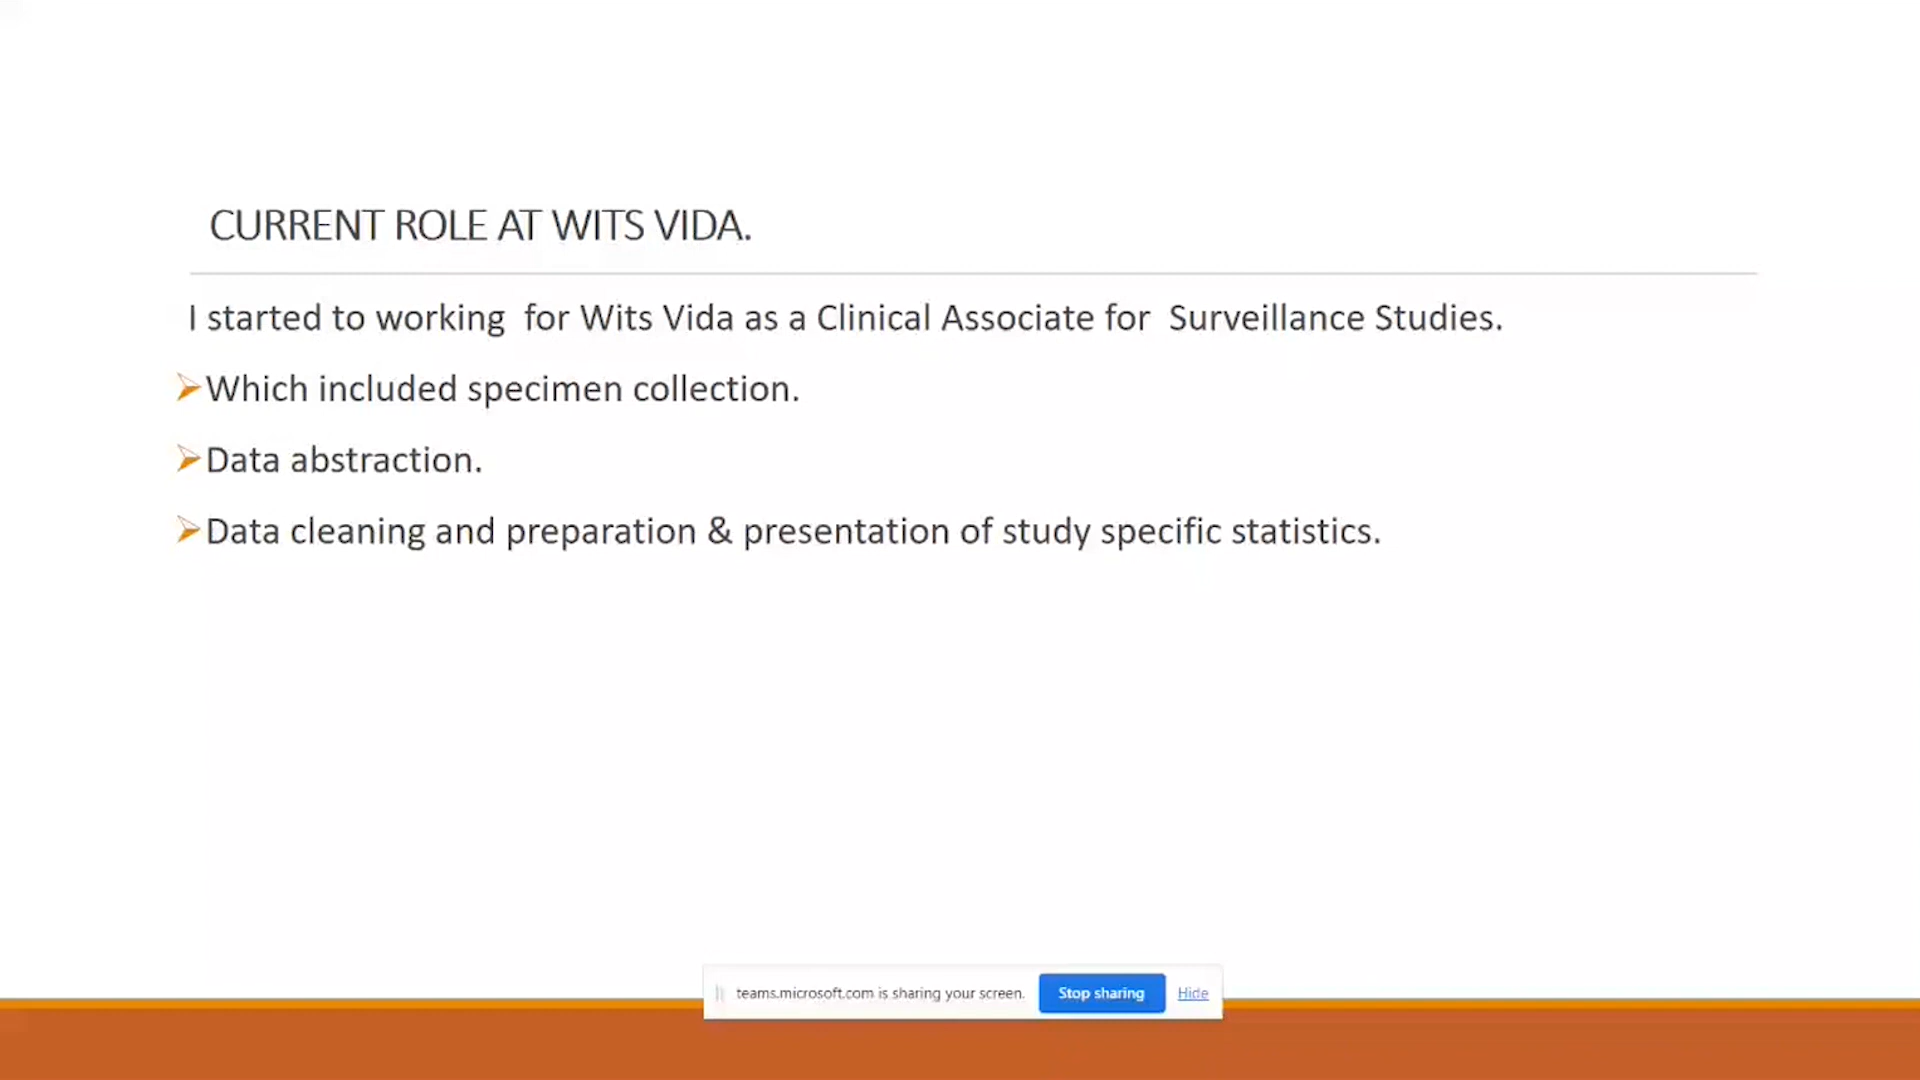 CURRENT ROLE AT WITS VIDA.
I started to working  for Wits Vida as a Clinical Associate for  Surveillance Studies.
Which included specimen collection.
Data abstraction.
Data cleaning and preparation & presentation of study specific statistics.
teams.microsoft.com is sharing your screen. Stop sharing Hide